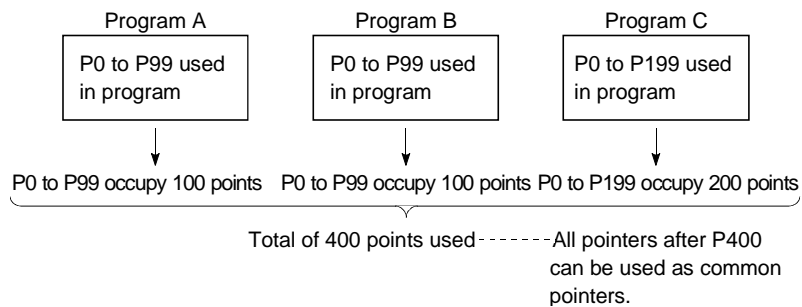 Program A
Program B
Program C
P0 to P99 used
in program
P0 to P99 used
in program
P0 to P199 used
in program
P0 to P99 occupy 100 points
P0 to P99 occupy 100 points
P0 to P199 occupy 200 points
Total of 400 points used
All pointers after P400
can be used as common
pointers.